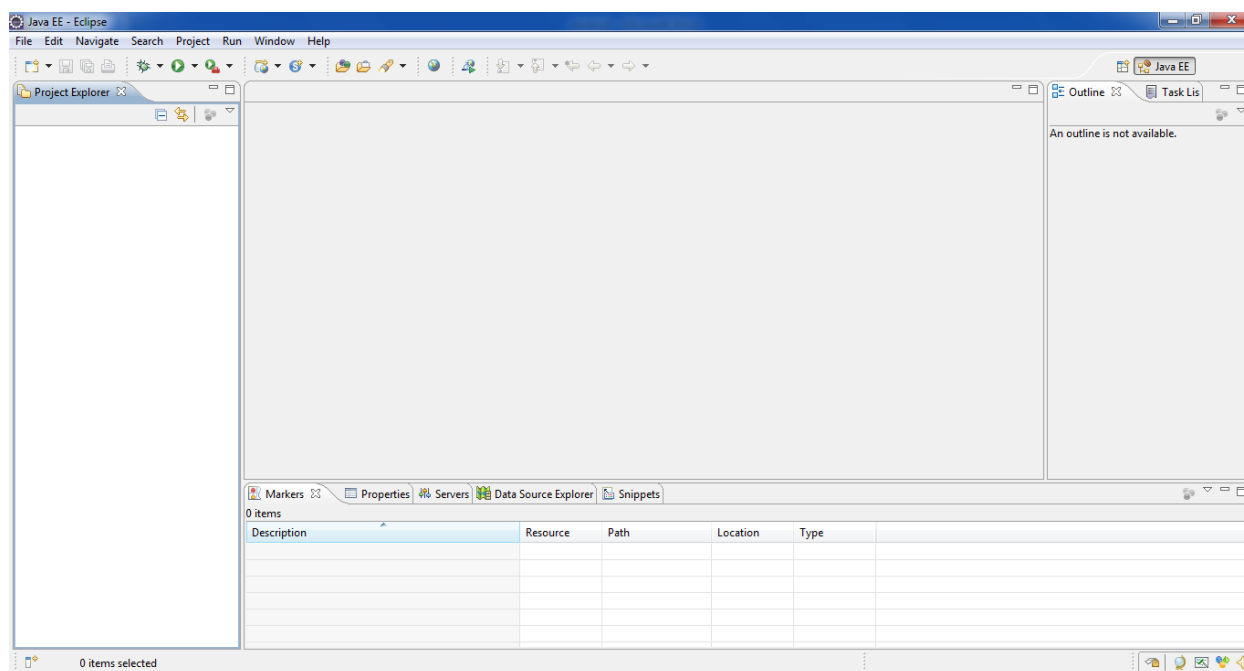 Java EE - Eclipse
File Edit Navigate Search Project Run Window Help
Java EE
Project Explorer
Outline Task Lis
An outline is not available.
Markers Properties Servers Data Source Explorer Snippets
0 items
Description Resource Path Location Type
0 items selected